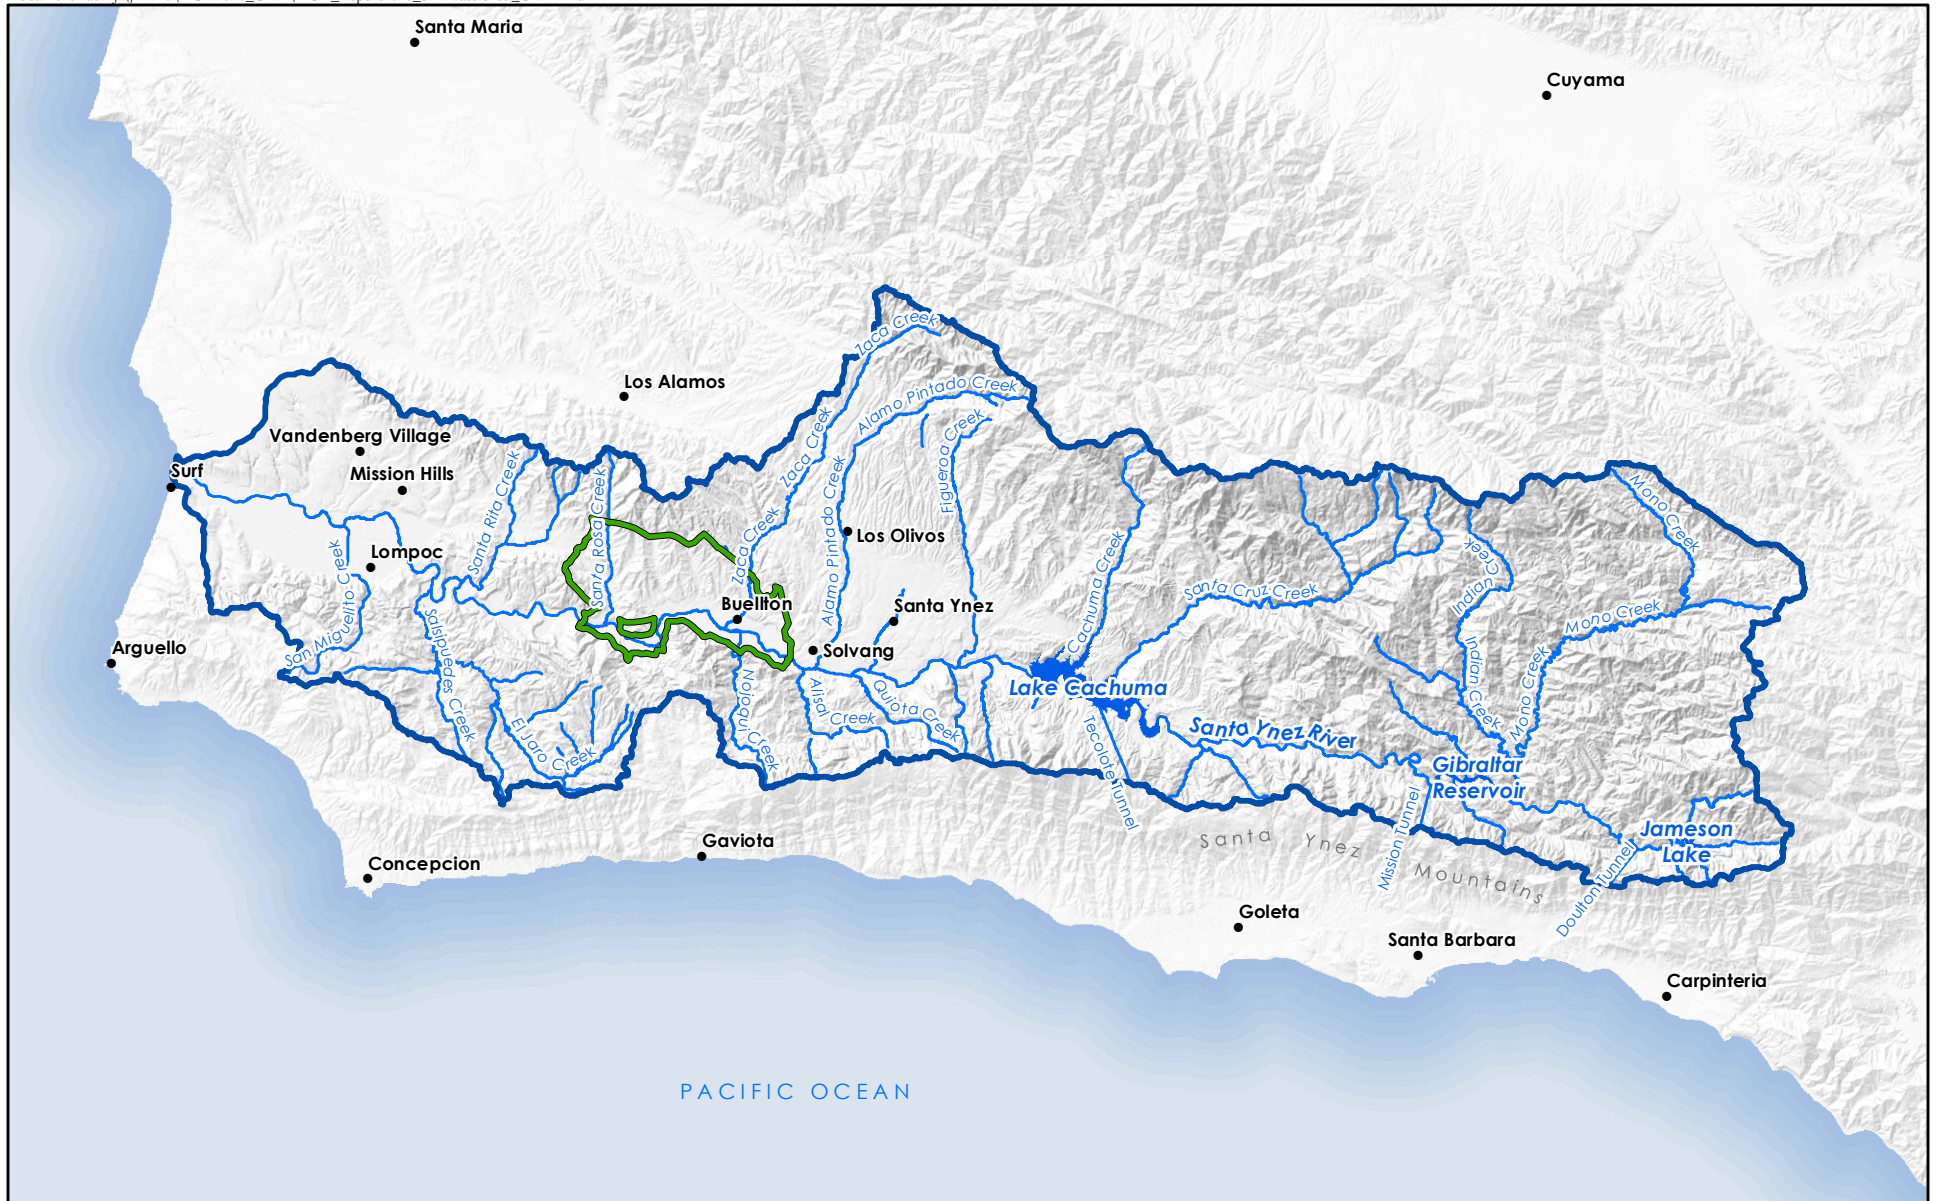 Santa Maria
Cuyama
Zaca Creek
Los Alamos
Alamo Pintado Creek
Vandenberg Village
Zaca Creek
Figueroa Creek
Surf
Mission Hills
Santa Rita Creek
Santa Rosa Creek
Zaca Creek
Alamo Pintado Creek
Mono Creek
Los Olivos
Lompoc
San Miguelito Creek
Zaca Creek
Cachuma Creek
Indian Creek
Santa Cruz Creek
Buellton
Santa Ynez
Mono Creek
Salsipuedes Creek
Arguello
Solvang
Indian Creek
Mono Creek
Lake Cachuma
Nojoqui Creek
Alisal Creek
Quiota Creek
El Jaro Creek
Tecolote Tunnel
Santa Ynez River
Gibraltar
Reservoir
Mission Tunnel
Jameson
Lake
Doulton Tunnel
Santa Ynez Mountains
Gaviota
Concepcion
Goleta
Santa Barbara
Carpinteria
PACIFIC OCEAN